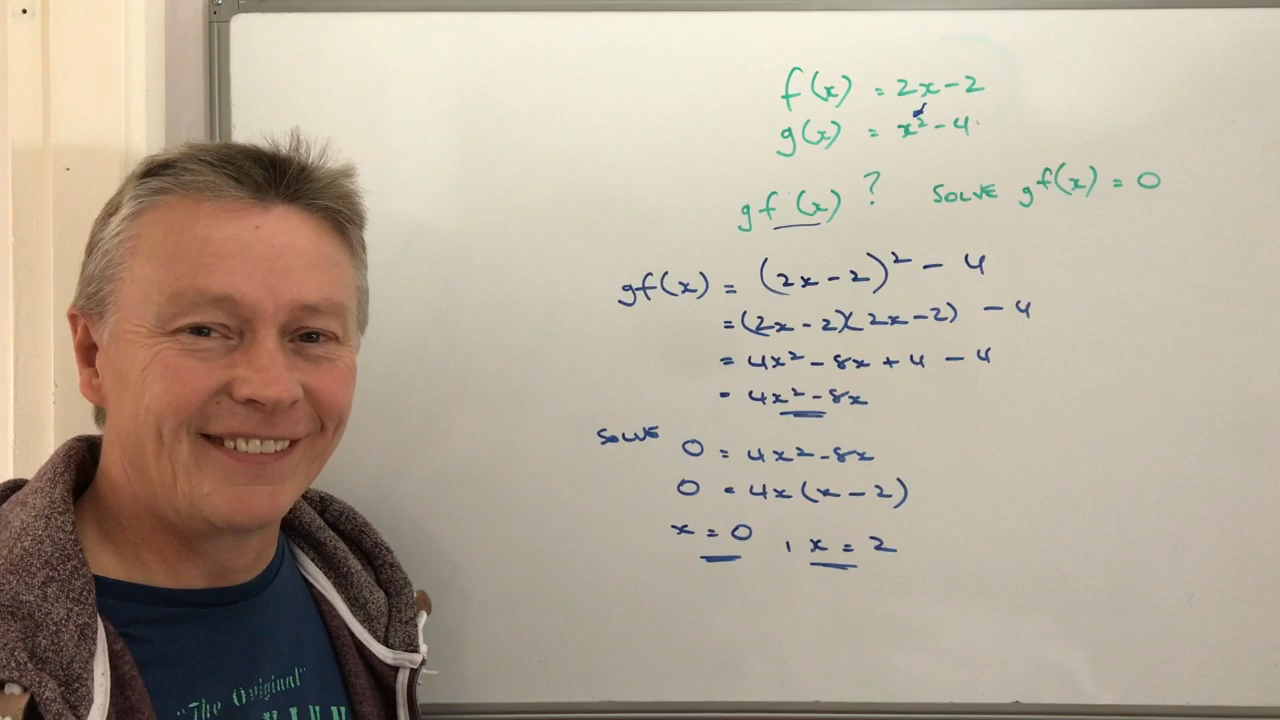 f(x) = 2x-2
g(x) = x²-4.
gf(x) ? SOLVE gf(x) = 0
gf(x) = (2x-2)² - 4
= (2x-2)(2x-2) - 4
= 4x² - 8x + 4 - 4
= 4x² - 8x
SOLVE 0 = 4x² - 8x
0 = 4x(x-2)
x = 0 , x = 2
"The Original"